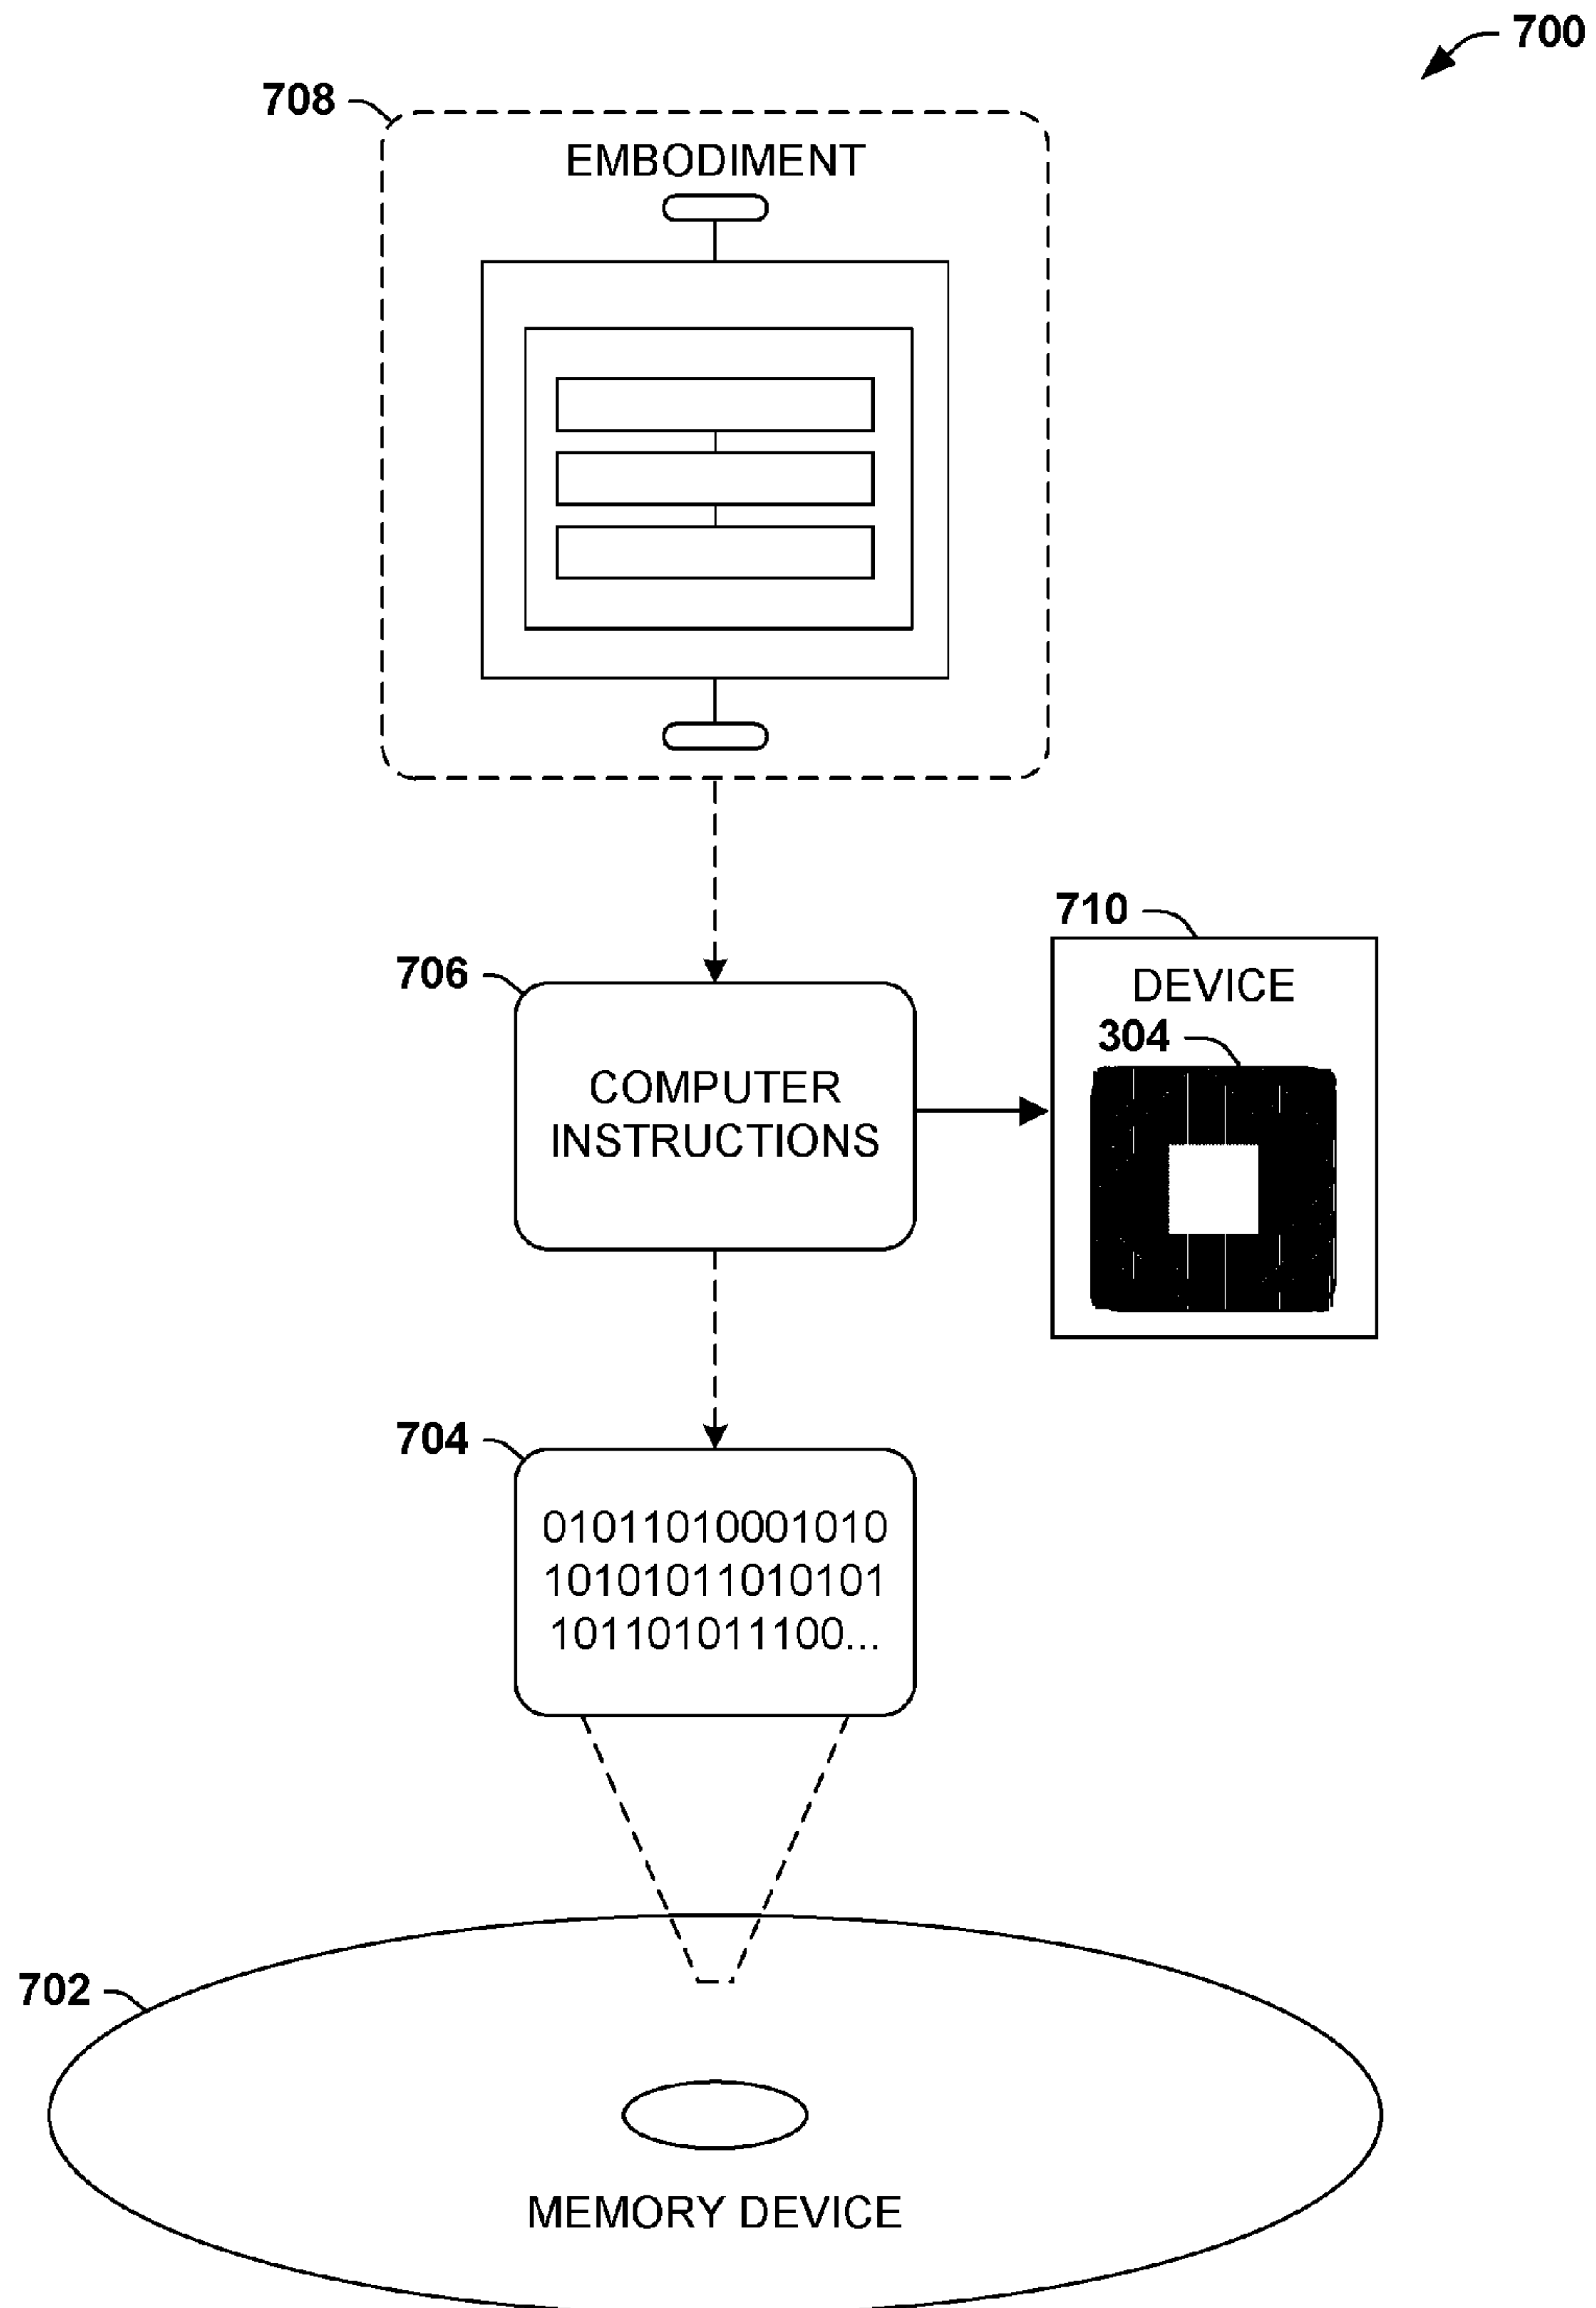 700
708
EMBODIMENT
710
706
DEVICE
304
COMPUTER
INSTRUCTIONS
704
01011010001010
10101011010101
101101011100...
702
MEMORY DEVICE